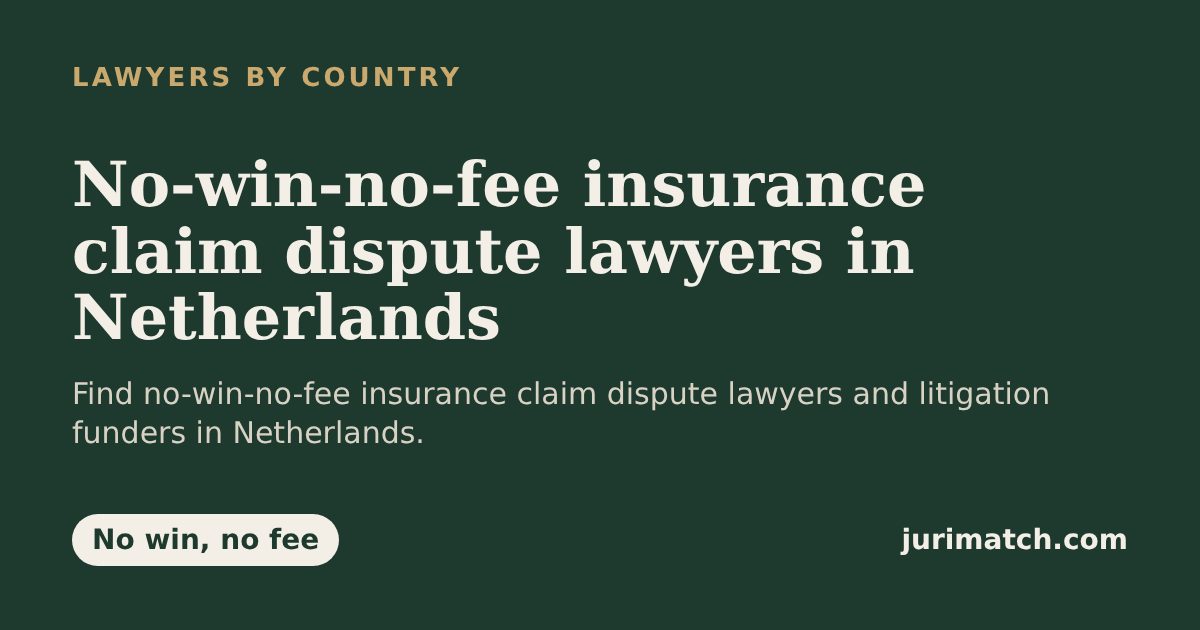 LAWYERS BY COUNTRY
No-win-no-fee insurance
claim dispute lawyers in
Netherlands
Find no-win-no-fee insurance claim dispute lawyers and litigation
funders in Netherlands.
No win, no fee
jurimatch.com